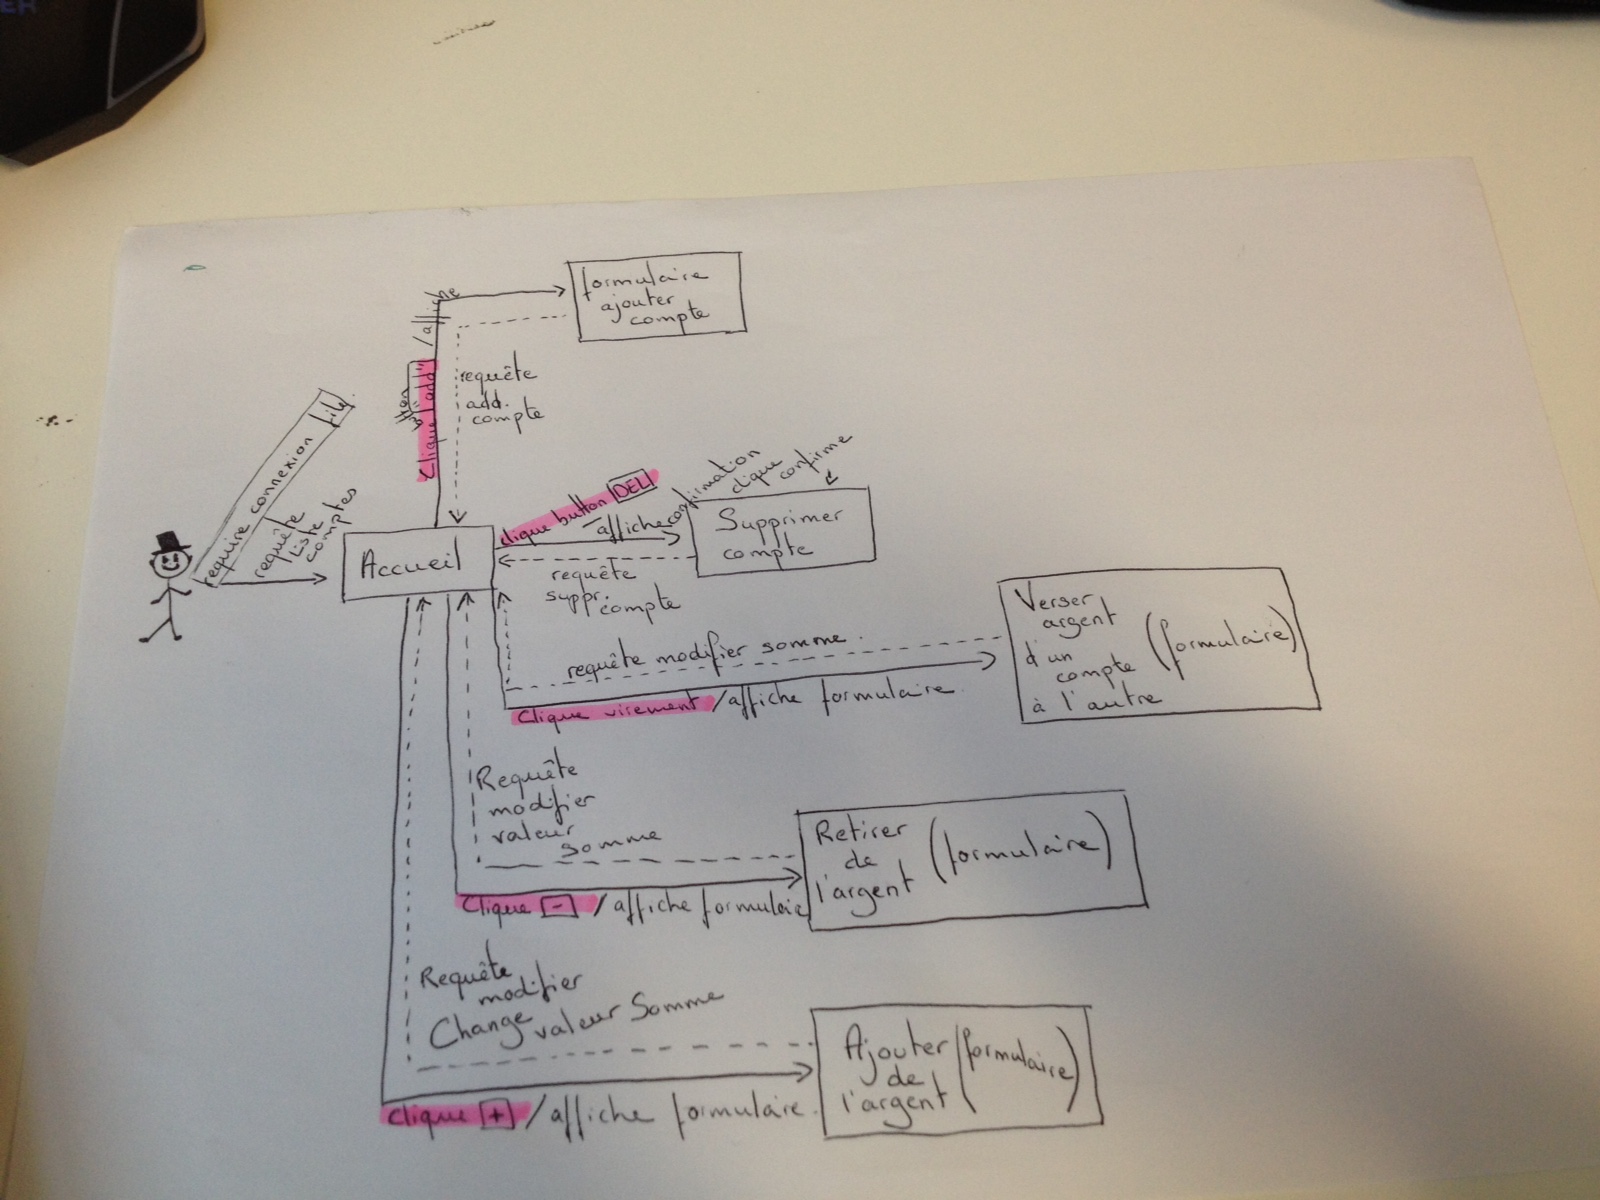 ER
formulaire
ajouter
compte
/affiche
Clique "add"
requête
add.
compte
require connexion file.
requête
liste
comptes
Accueil
clique button DEL
affiche confirmation
clique
confirme
Supprimer
compte
requête
suppr.
compte
requête modifier somme.
Clique virement /affiche formulaire.
Verser
argent
d'un
compte
à l'autre
(formulaire)
Requête
modifier
valeur
somme
Clique - / affiche formulaire
Retirer
de
l'argent
(formulaire)
Requête
modifier
Change valeur Somme
Clique + / affiche formulaire.
Ajouter
de
l'argent
(formulaire)